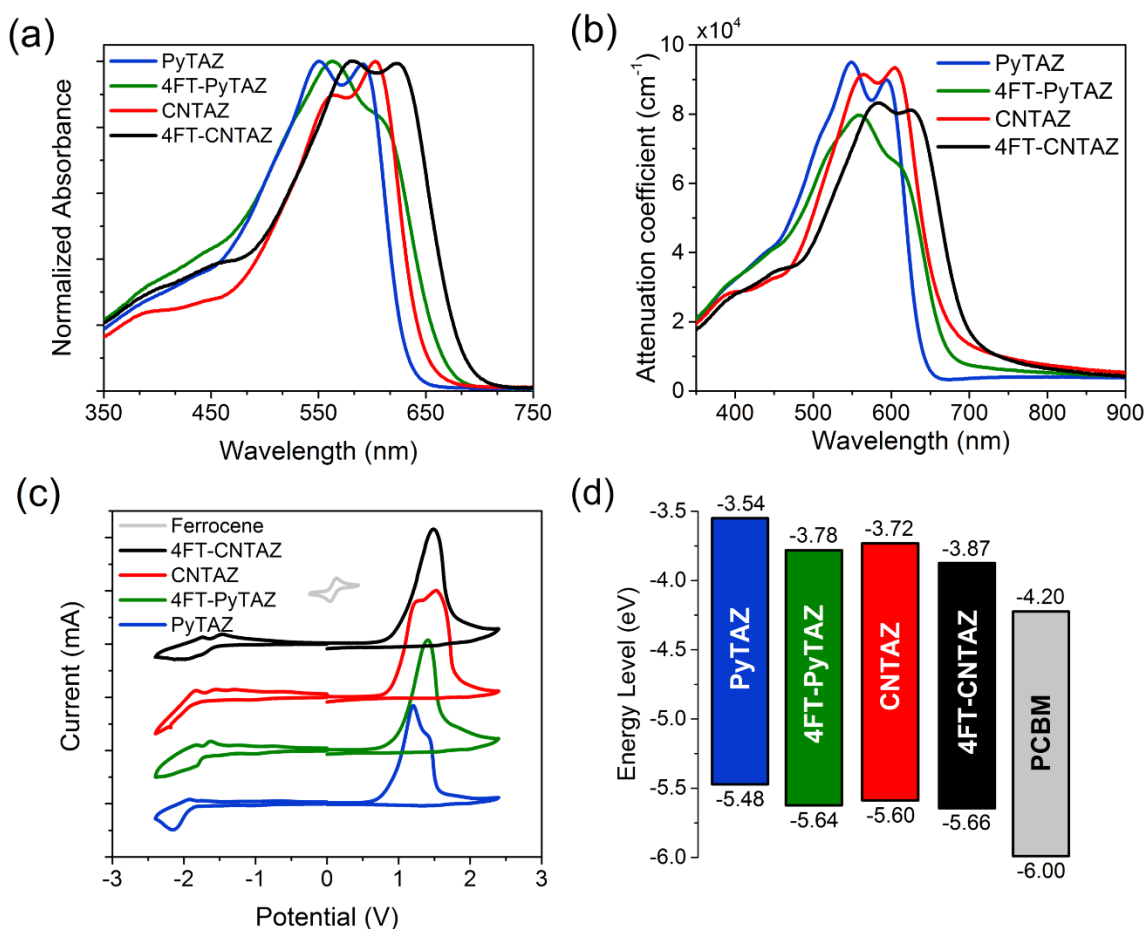 (a)
PyTAZ
4FT-PyTAZ
CNTAZ
4FT-CNTAZ
Normalized Absorbance
350 450 550 650 750
Wavelength (nm)
(b)
×10⁴
PyTAZ
4FT-PyTAZ
CNTAZ
4FT-CNTAZ
Attenuation coefficient (cm⁻¹)
10
8
6
4
2
0
400 500 600 700 800 900
Wavelength (nm)
(c)
Ferrocene
4FT-CNTAZ
CNTAZ
4FT-PyTAZ
PyTAZ
Current (mA)
-3 -2 -1 0 1 2 3
Potential (V)
(d)
Energy Level (eV)
-3.5
-4.0
-4.5
-5.0
-5.5
-6.0
-3.54
PyTAZ
-5.48
-3.78
4FT-PyTAZ
-5.64
-3.72
CNTAZ
-5.60
-3.87
4FT-CNTAZ
-5.66
-4.20
PCBM
-6.00